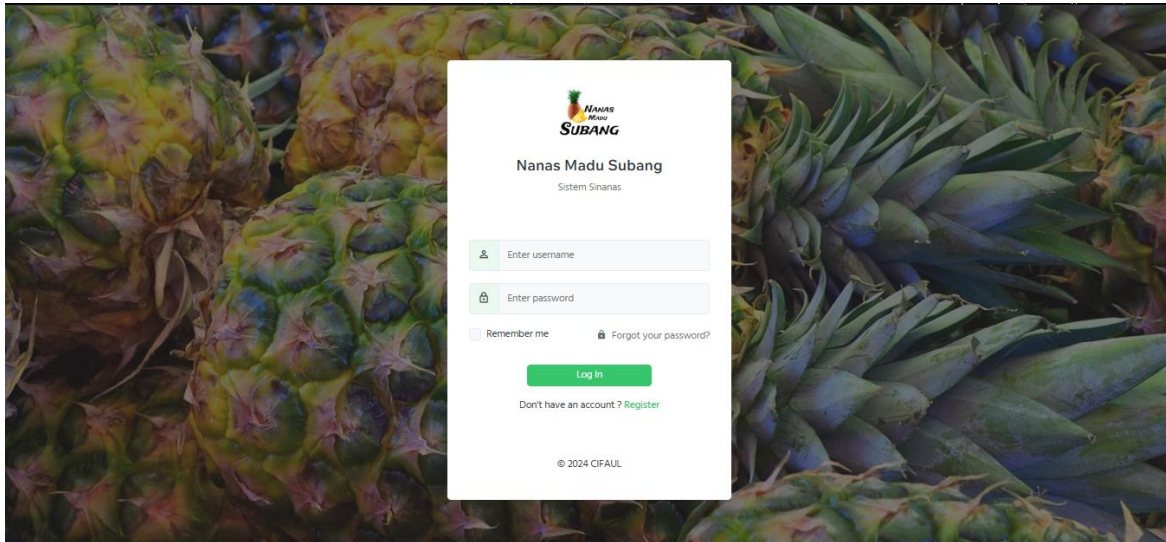 NANAS
MADU
SUBANG
Nanas Madu Subang
Sistem Sinanas
Enter username
Enter password
Remember me
Forgot your password?
Log In
Don't have an account ? Register
© 2024 CIFAUL